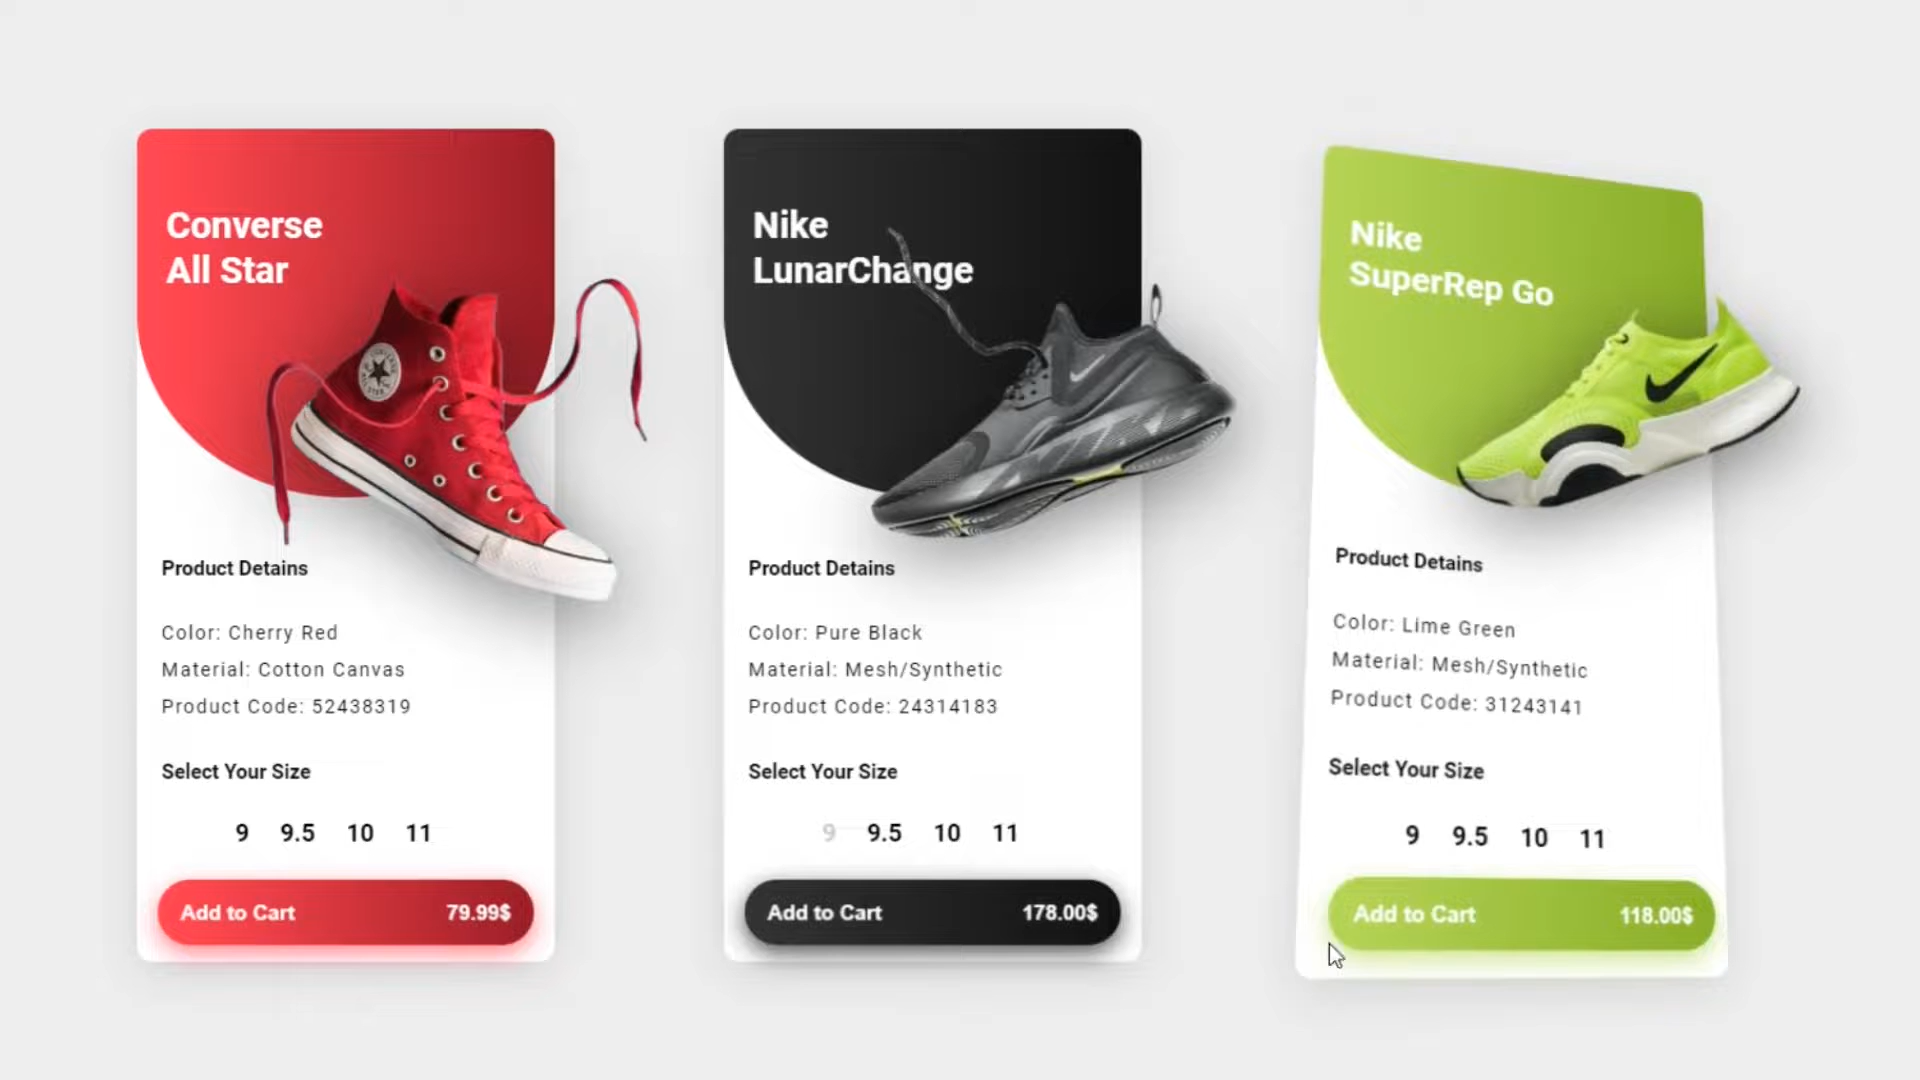 Converse
All Star
Product Detains
Color: Cherry Red
Material: Cotton Canvas
Product Code: 52438319
Select Your Size
9 9.5 10 11
Add to Cart 79.99$
Nike
LunarChange
Product Detains
Color: Pure Black
Material: Mesh/Synthetic
Product Code: 24314183
Select Your Size
9 9.5 10 11
Add to Cart 178.00$
Nike
SuperRep Go
Product Detains
Color: Lime Green
Material: Mesh/Synthetic
Product Code: 31243141
Select Your Size
9 9.5 10 11
Add to Cart 118.00$